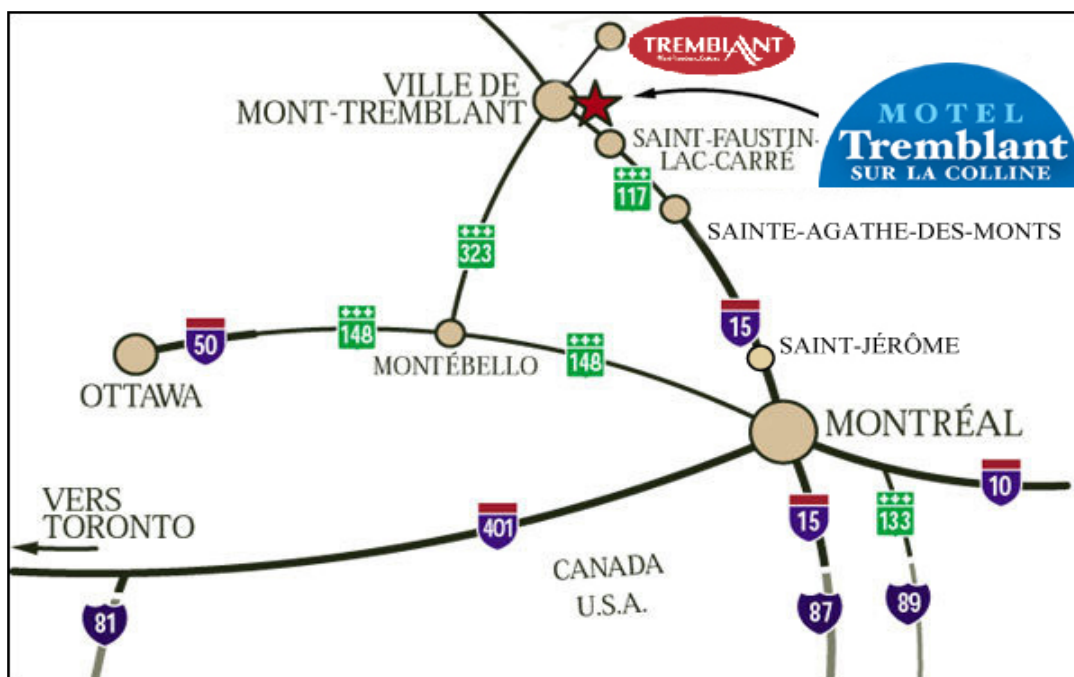 TREMBLANT
VILLE DE
MONT-TREMBLANT
MOTEL
Tremblant
SUR LA COLLINE
SAINT-FAUSTIN-
LAC-CARRÉ
117
SAINTE-AGATHE-DES-MONTS
323
15
50
148
148
SAINT-JÉRÔME
MONTÉBELLO
OTTAWA
MONTRÉAL
10
VERS
TORONTO
401
15
133
CANADA
U.S.A.
81
87
89